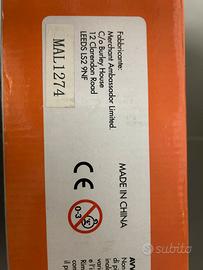 Fabbricante:
Merchant Ambassador Limited.
C/o Burley House
12 Clarendon Road
LEEDS LS2 9NF
MAL1274
MADE IN CHINA
0-3
subito